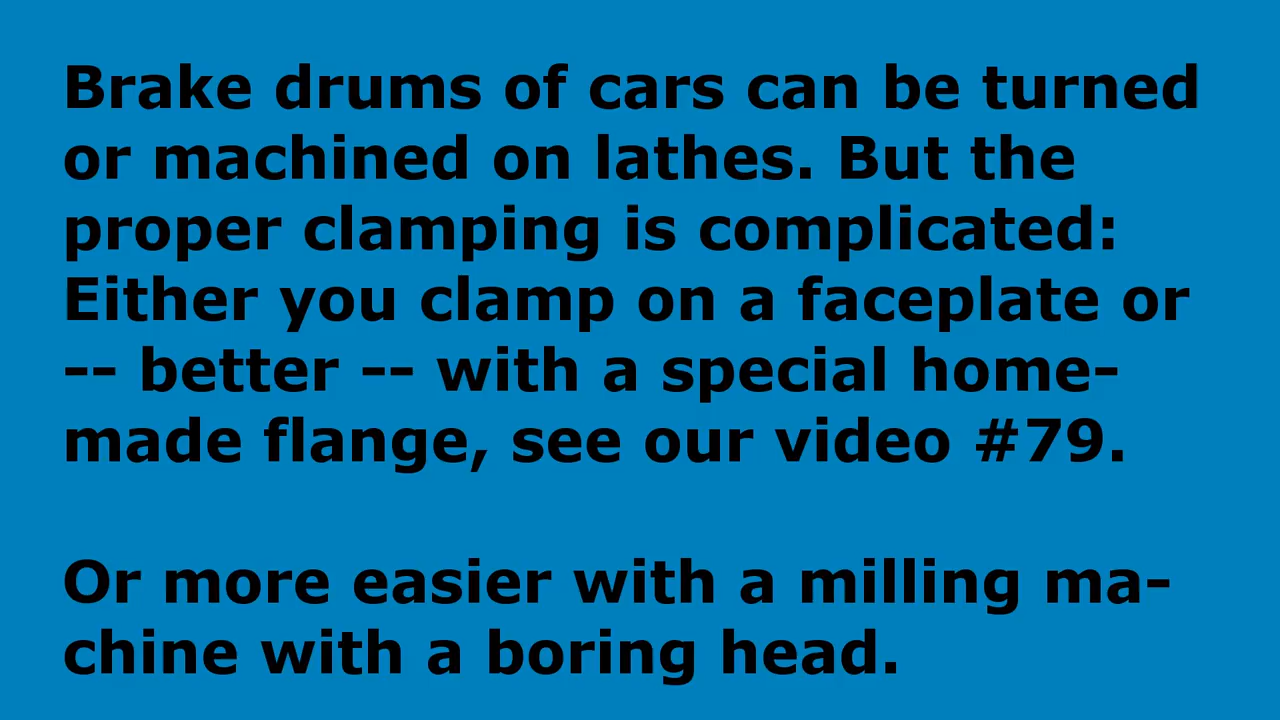 Brake drums of cars can be turned
or machined on lathes. But the
proper clamping is complicated:
Either you clamp on a faceplate or
-- better -- with a special home-
made flange, see our video #79.
Or more easier with a milling ma-
chine with a boring head.